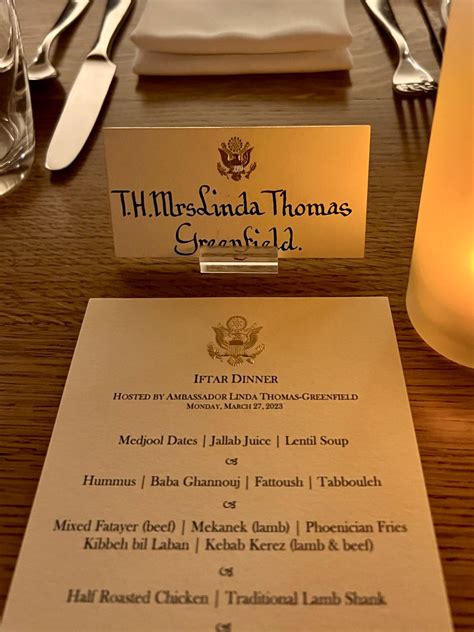 T.H.Mrs Linda Thomas
Greenfield.
IFTAR DINNER
HOSTED BY AMBASSADOR LINDA THOMAS-GREENFIELD
MONDAY, MARCH 27, 2023
Medjool Dates | Jallab Juice | Lentil Soup
Hummus | Baba Ghannouj | Fattoush | Tabbouleh
Mixed Fatayer (beef) | Mekanek (lamb) | Phoenician Fries
Kibbeh bil Laban | Kebab Kerez (lamb & beef)
Half Roasted Chicken | Traditional Lamb Shank